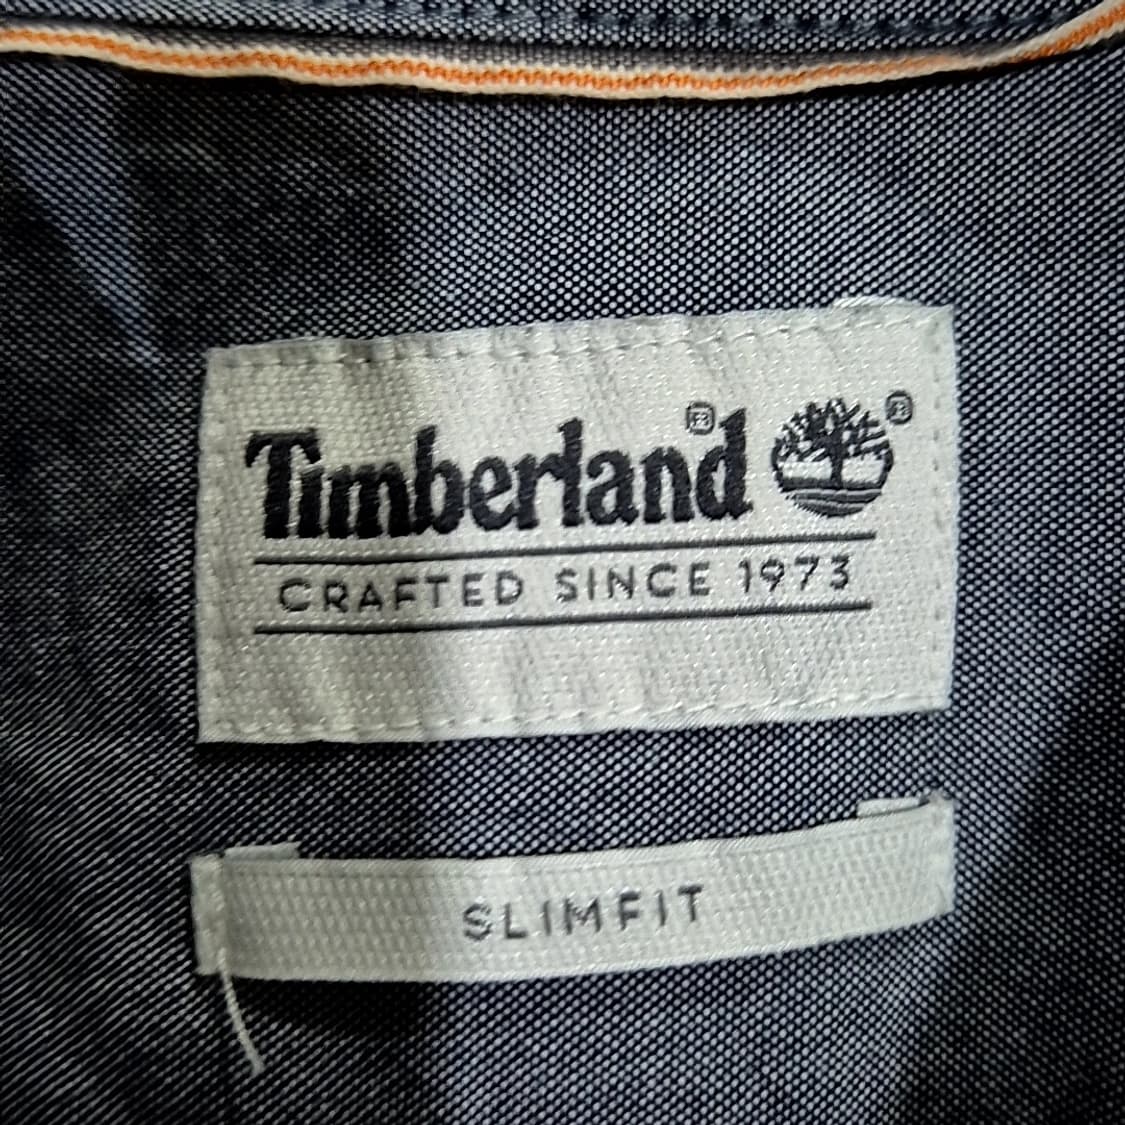 Timberland®
CRAFTED SINCE 1973
SLIMFIT